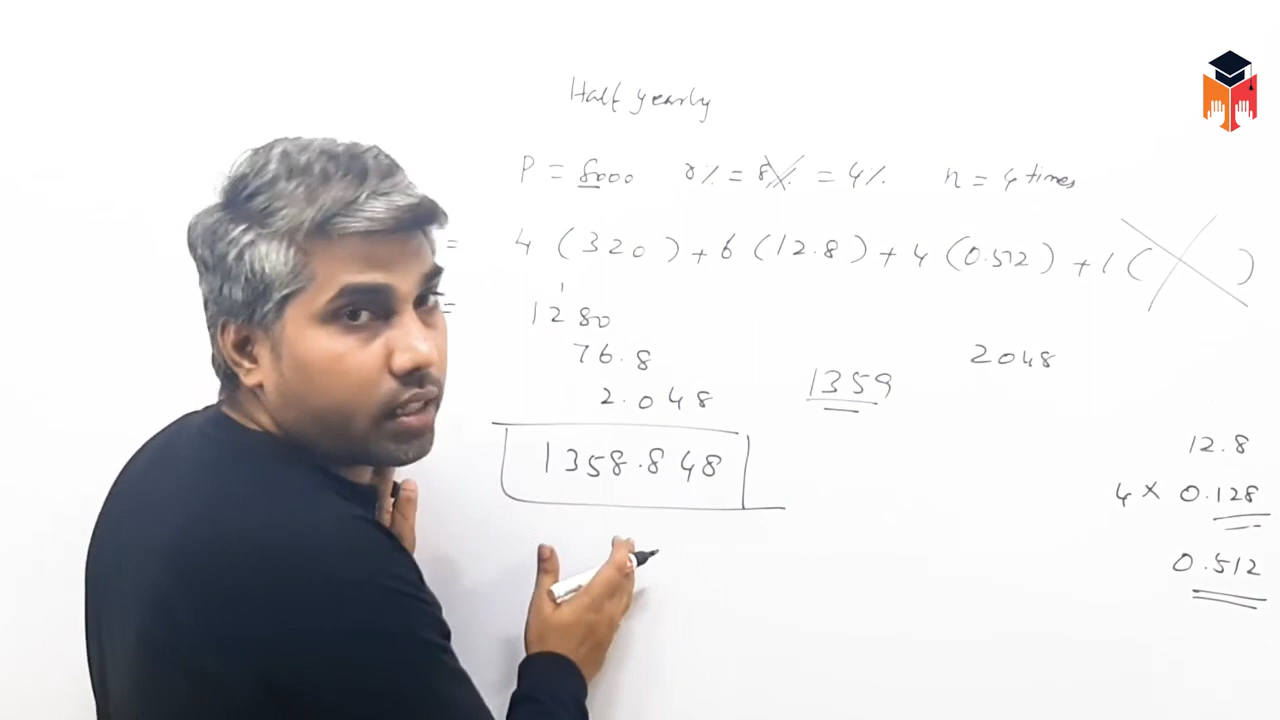 Half yearly
P = 8000 r% = 8% = 4% n = 4 times
= 4 (320) + 6 (12.8) + 4 (0.512) + 1 ( )
= 1
1280
76.8
2.048
1358.848
1359
2048
12.8
4 × 0.128
0.512